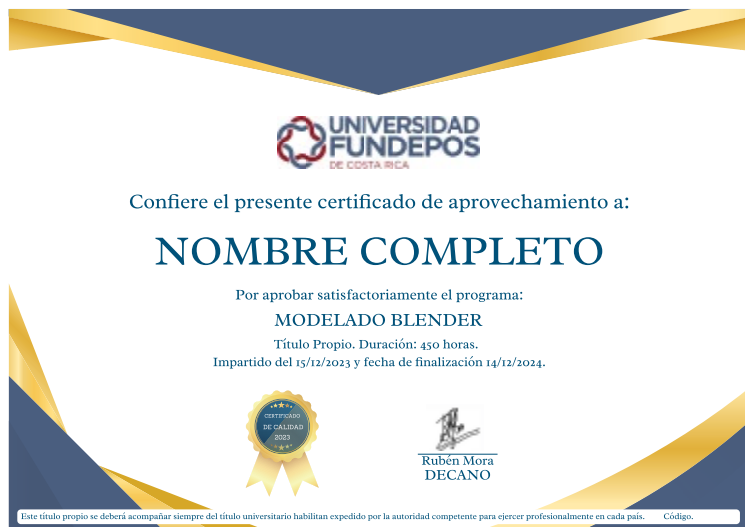 UNIVERSIDAD
FUNDEPOS
DE COSTA RICA
Confiere el presente certificado de aprovechamiento a:
NOMBRE COMPLETO
Por aprobar satisfactoriamente el programa:
MODELADO BLENDER
Título Propio. Duración: 450 horas.
Impartido del 15/12/2023 y fecha de finalización 14/12/2024.
CERTIFICADO
DE CALIDAD
2023
Rubén Mora
DECANO
Este título propio se deberá acompañar siempre del título universitario habilitan expedido por la autoridad competente para ejercer profesionalmente en cada país. Código.